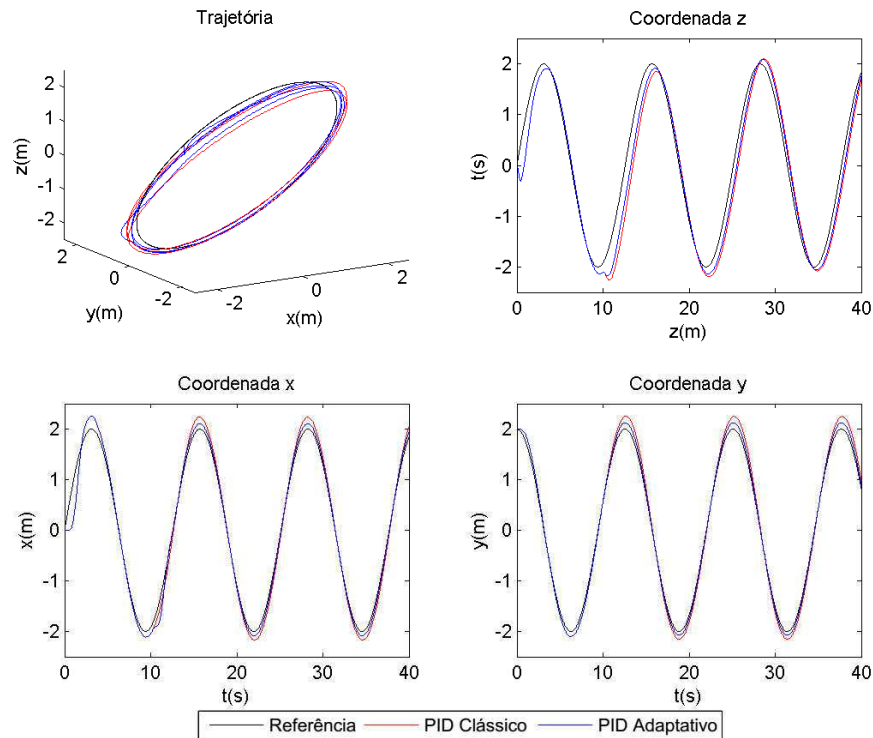 Trajetória
z(m)
2
1
0
-1
-2
2
0
-2
y(m)
-2
0
2
x(m)
Coordenada z
t(s)
2
1
0
-1
-2
0
10
20
30
40
z(m)
Coordenada x
x(m)
2
1
0
-1
-2
0
10
20
30
40
t(s)
Coordenada y
y(m)
2
1
0
-1
-2
0
10
20
30
40
t(s)
Referência PID Clássico PID Adaptativo